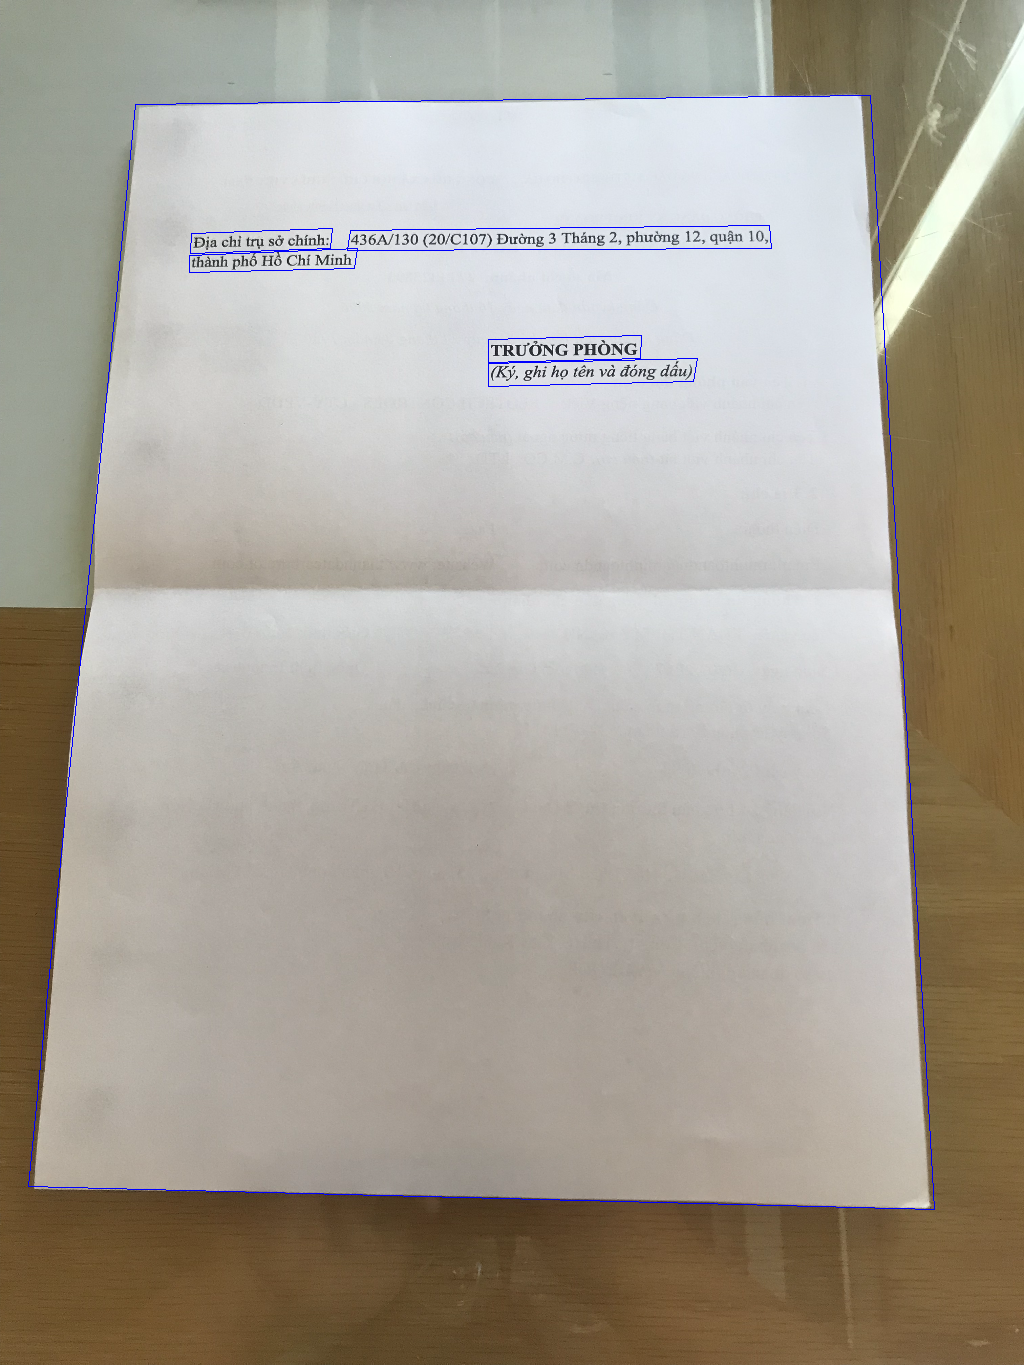 Địa chỉ trụ sở chính: 436A/130 (20/C107) Đường 3 Tháng 2, phường 12, quận 10,
thành phố Hồ Chí Minh
TRƯỞNG PHÒNG
(Ký, ghi họ tên và đóng dấu)